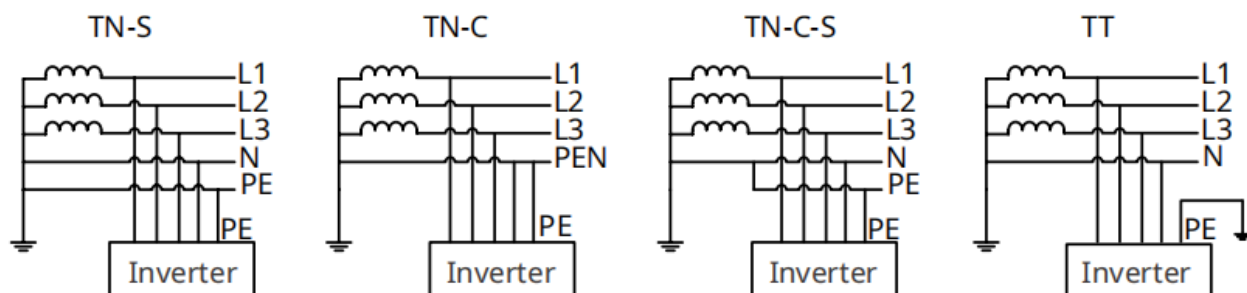 TN-S TN-C TN-C-S TT
L1 L1 L1 L1
L2 L2 L2 L2
L3 L3 L3 L3
N PEN N N
PE PE
PE PE PE PE
Inverter Inverter Inverter Inverter